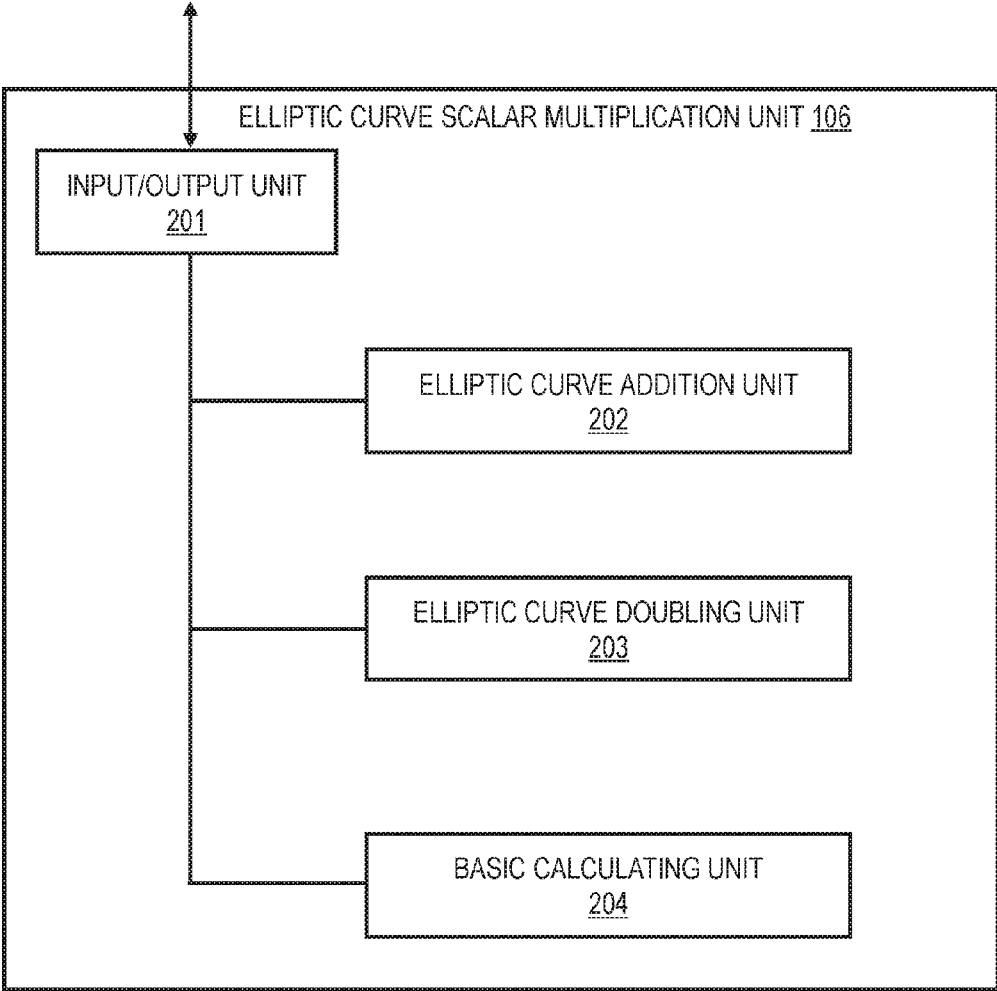 ELLIPTIC CURVE SCALAR MULTIPLICATION UNIT 106
INPUT/OUTPUT UNIT
201
ELLIPTIC CURVE ADDITION UNIT
202
ELLIPTIC CURVE DOUBLING UNIT
203
BASIC CALCULATING UNIT
204